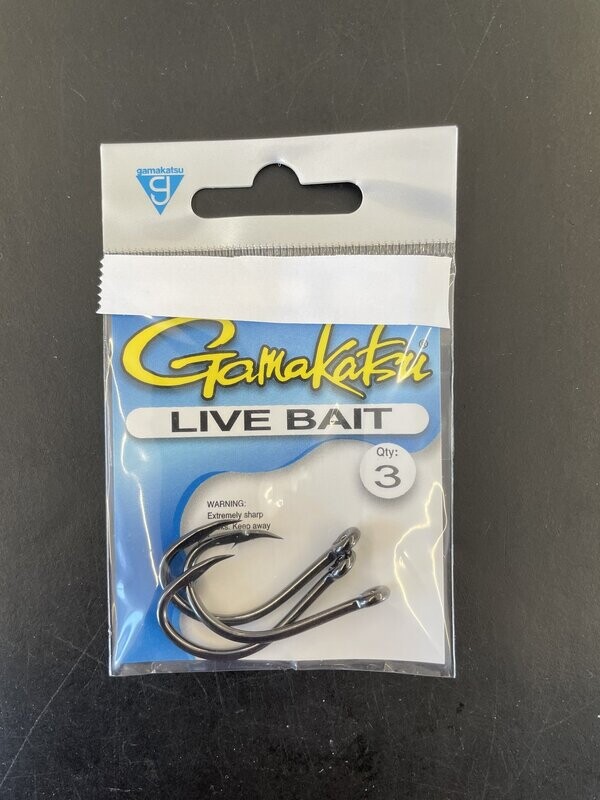 gamakatsu
G
Gamakatsu
LIVE BAIT
Qty:
3
WARNING:
Extremely sharp
Keep away